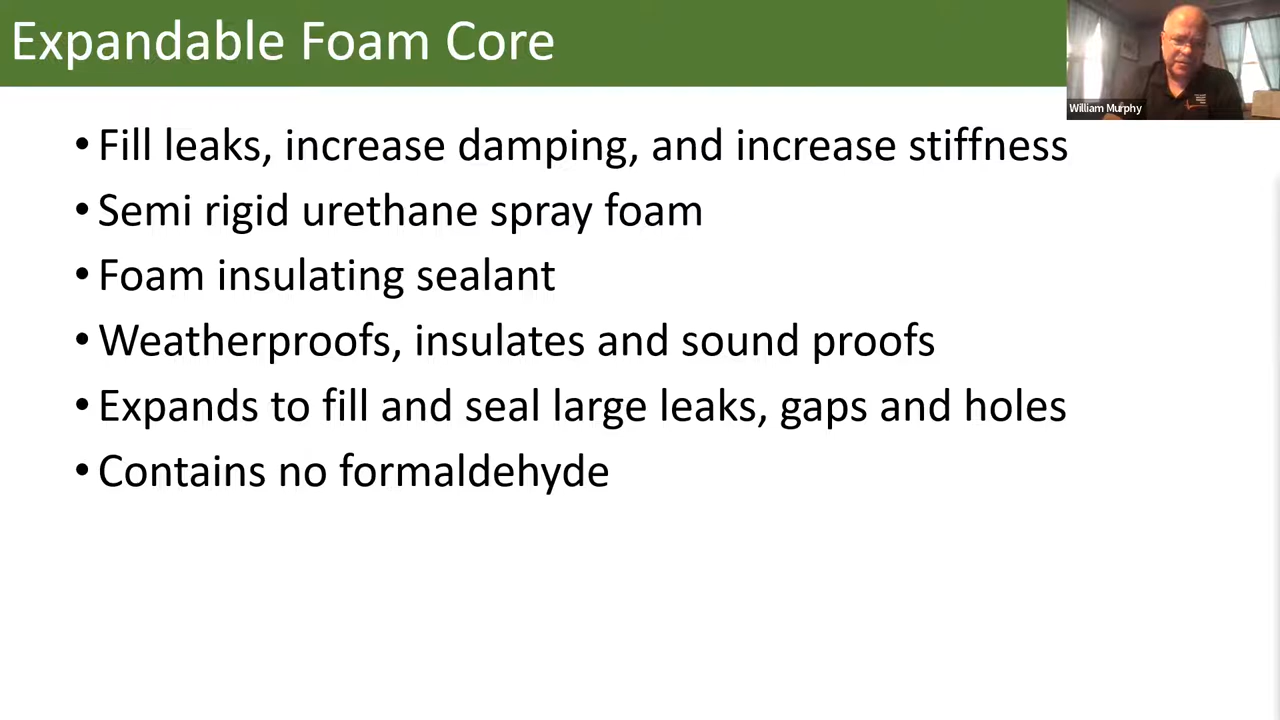 Expandable Foam Core
William Murphy
• Fill leaks, increase damping, and increase stiffness
• Semi rigid urethane spray foam
• Foam insulating sealant
• Weatherproofs, insulates and sound proofs
• Expands to fill and seal large leaks, gaps and holes
• Contains no formaldehyde